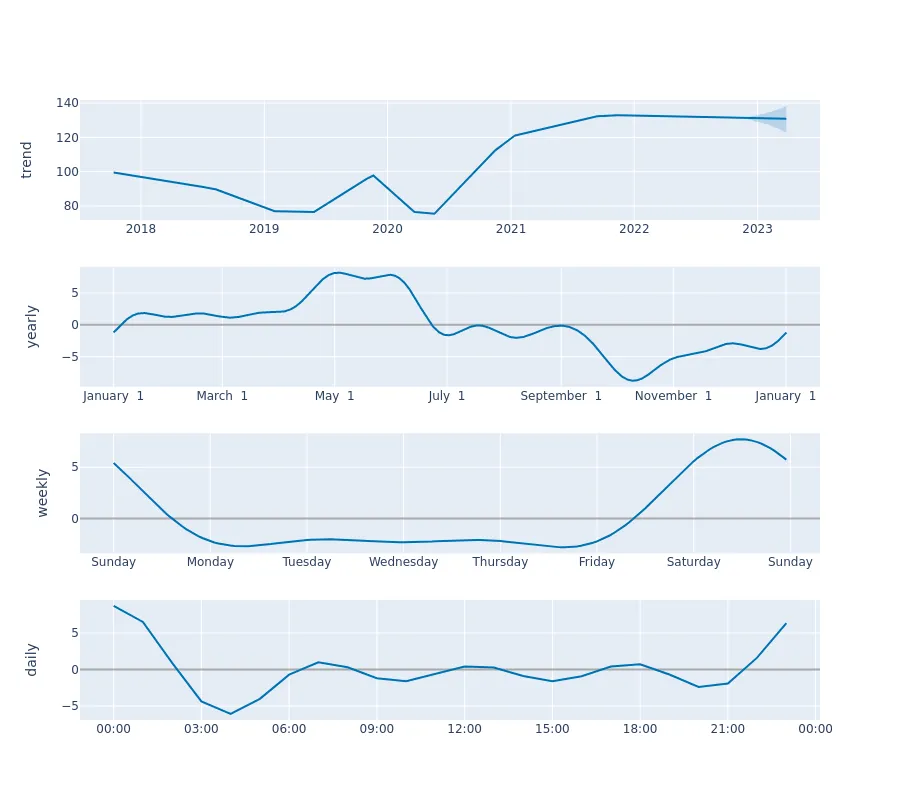 trend
140
120
100
80
2018 2019 2020 2021 2022 2023
yearly
5
0
−5
January 1 March 1 May 1 July 1 September 1 November 1 January 1
weekly
5
0
Sunday Monday Tuesday Wednesday Thursday Friday Saturday Sunday
daily
5
0
−5
00:00 03:00 06:00 09:00 12:00 15:00 18:00 21:00 00:00